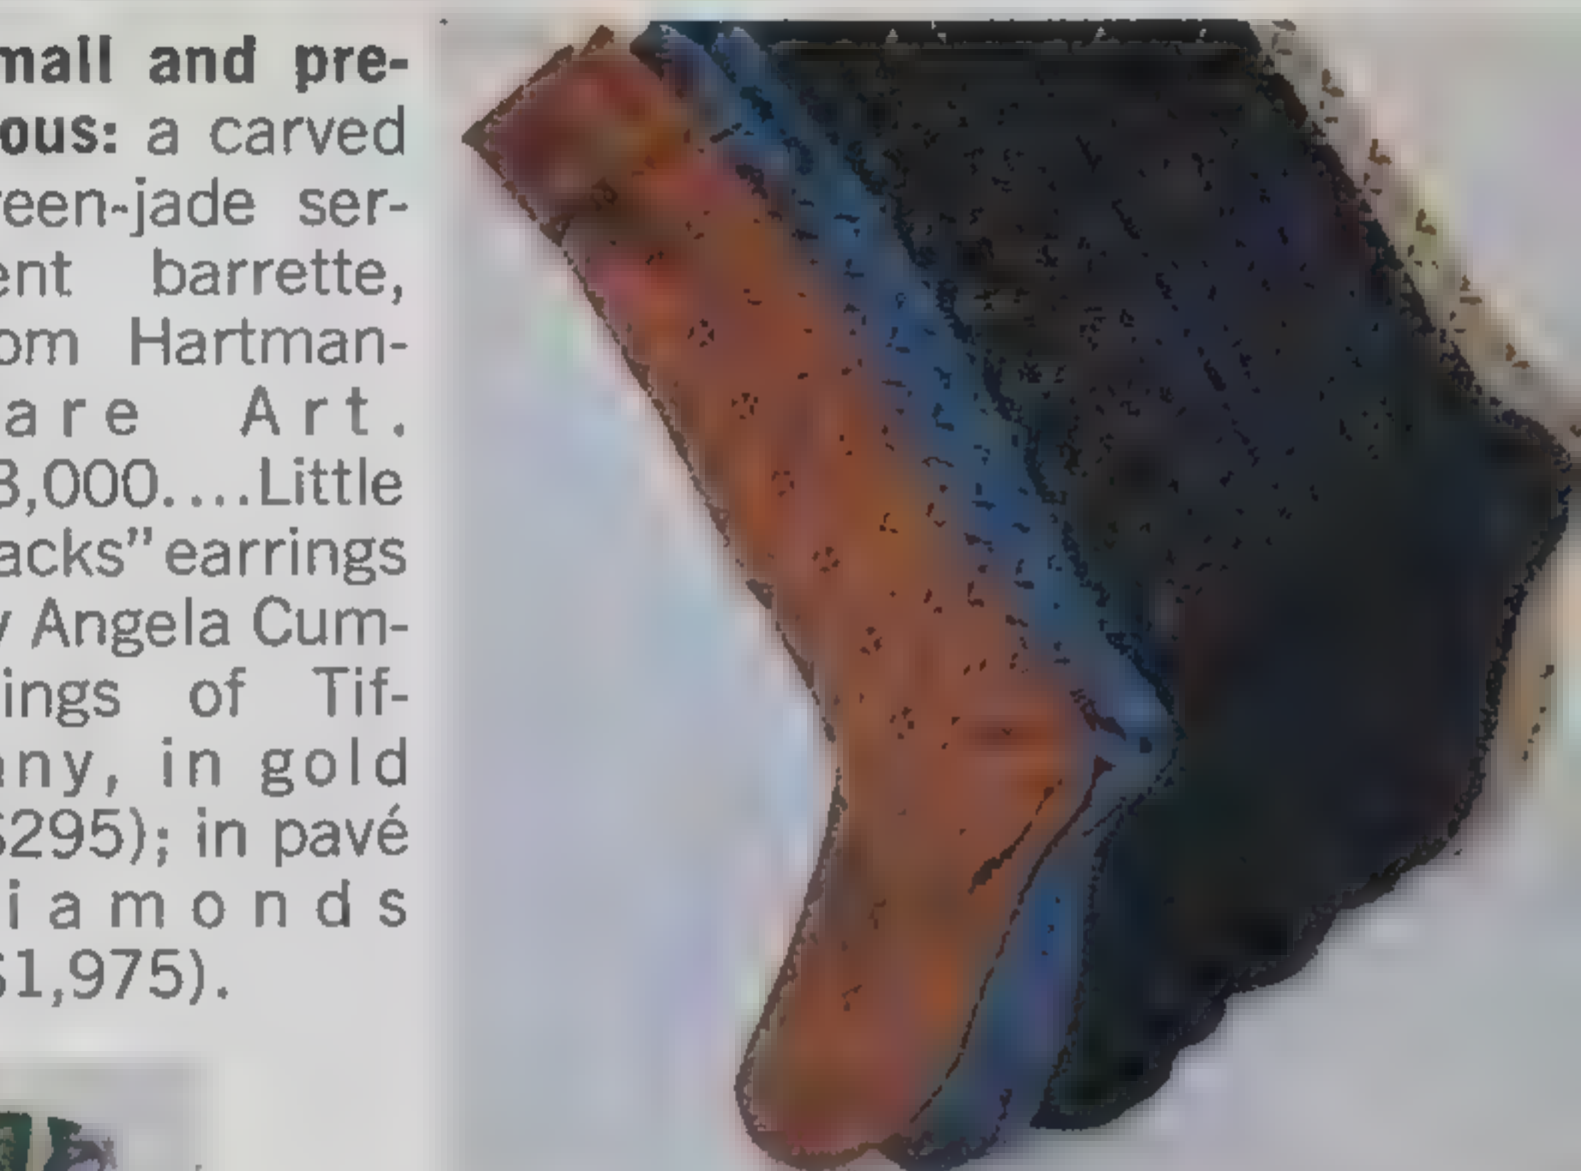 mall and pre-
ous: a carved
reen-jade ser-
ent barrette,
om Hartman-
are Art.
3,000....Little
acks" earrings
y Angela Cum-
ings of Tif-
any, in gold
$295); in pavé
iamonds
$1,975).